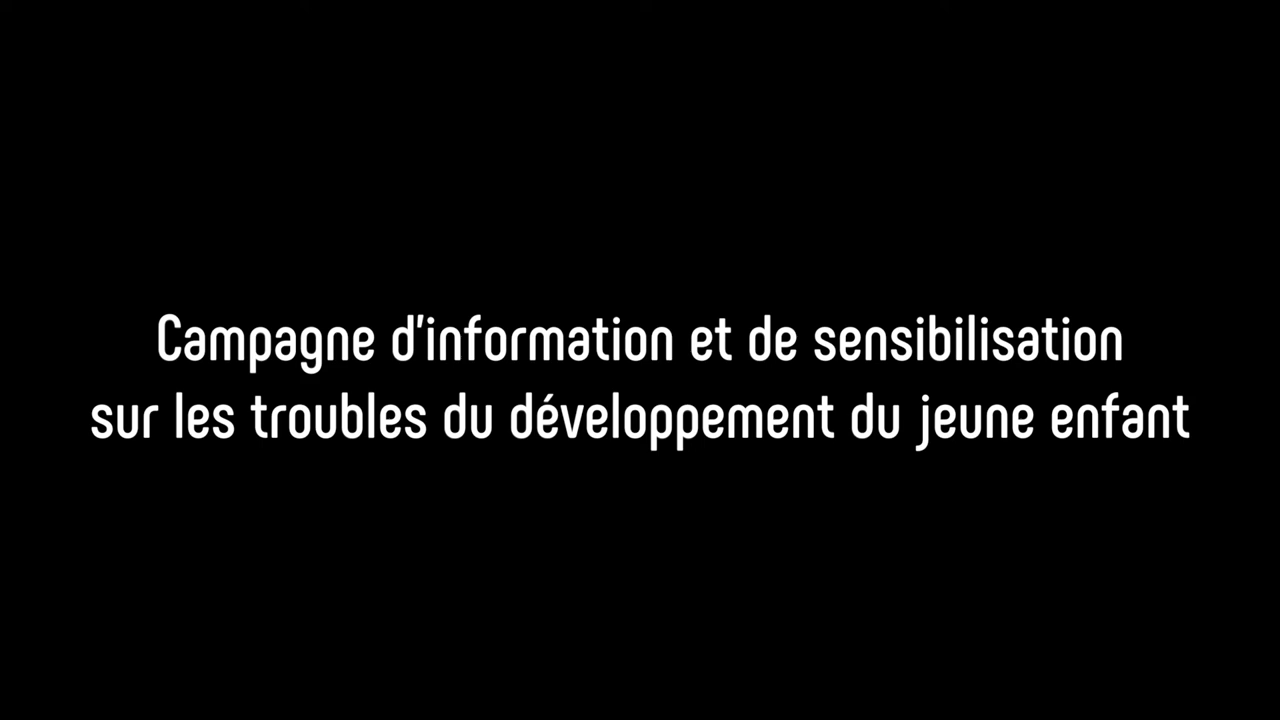 Campagne d'information et de sensibilisation
sur les troubles du développement du jeune enfant